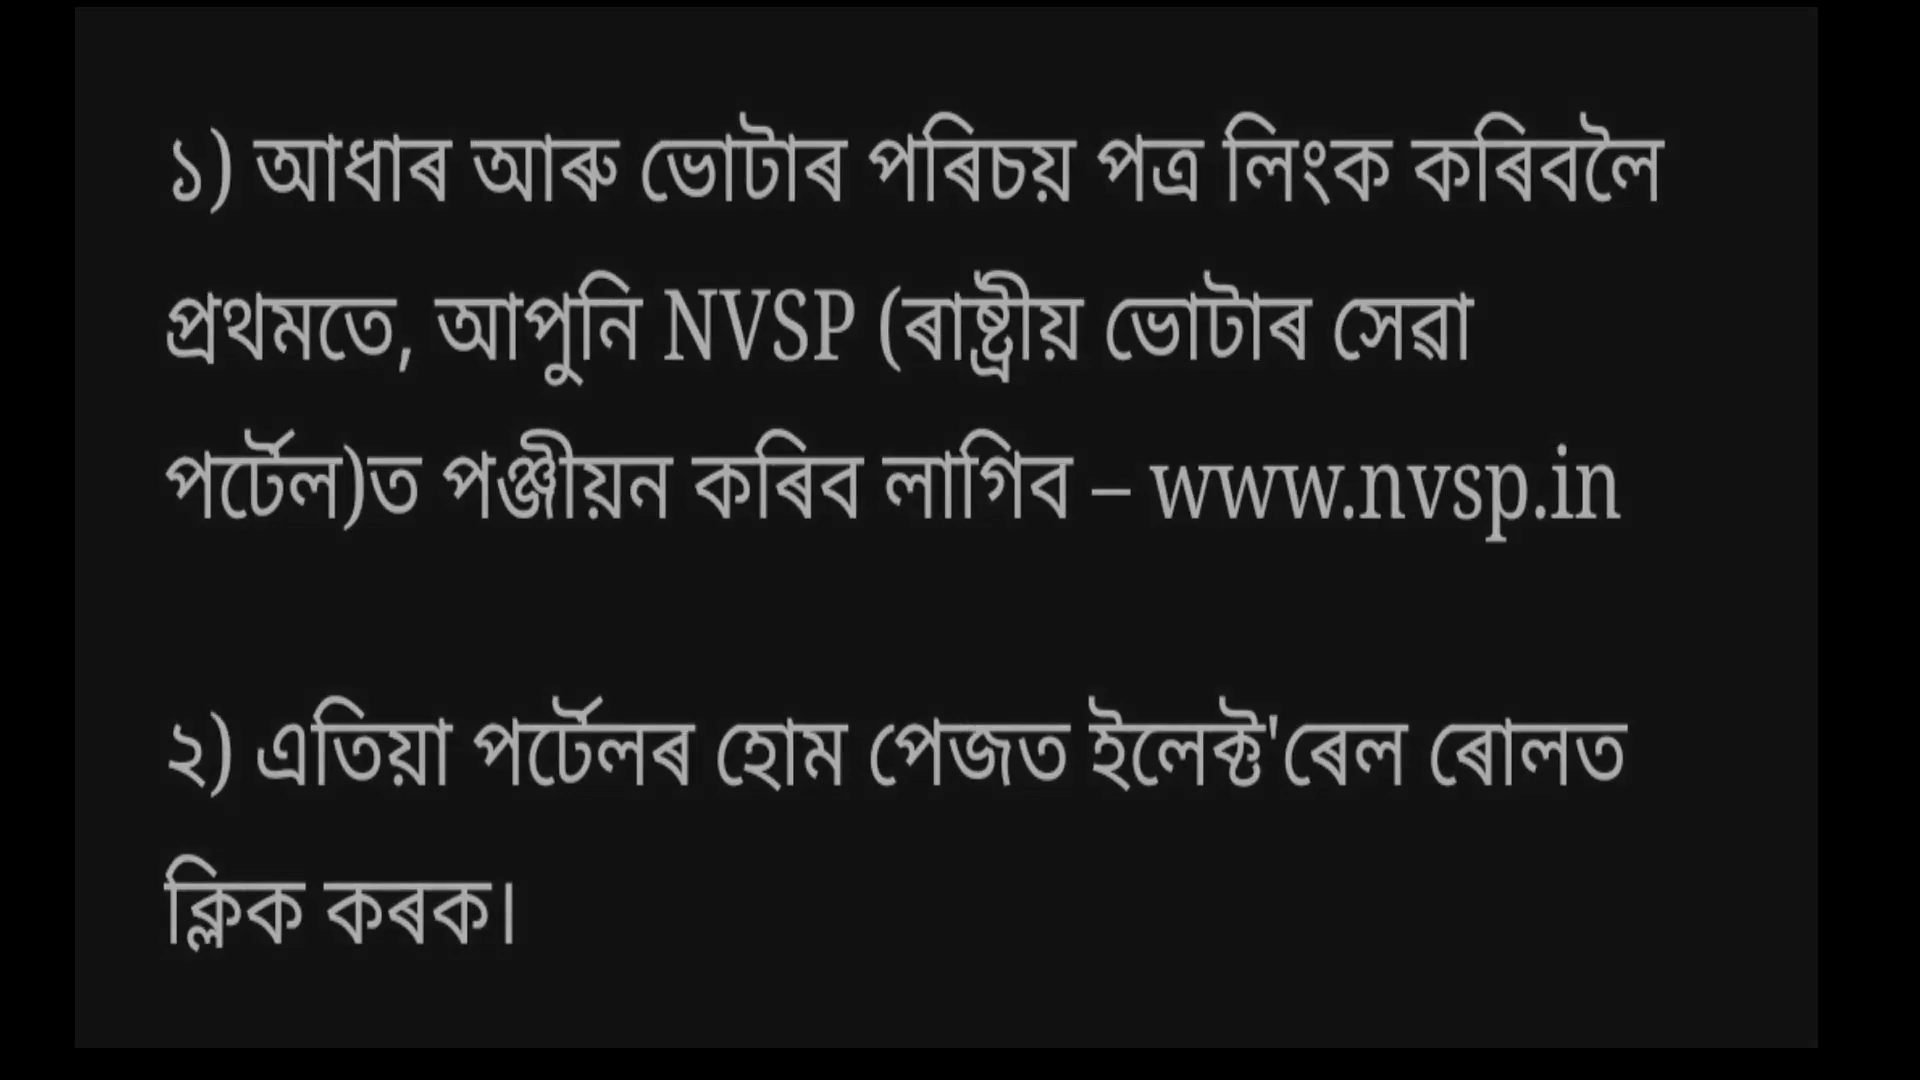 ১) আধাৰ আৰু ভোটাৰ পৰিচয় পত্ৰ লিংক কৰিবলৈ
প্ৰথমতে, আপুনি NVSP (ৰাষ্ট্ৰীয় ভোটাৰ সেৱা
পৰ্টেল)ত পঞ্জীয়ন কৰিব লাগিব – www.nvsp.in
২) এতিয়া পৰ্টেলৰ হোম পেজত ইলেক্ট'ৰেল ৰোলত
ক্লিক কৰক।